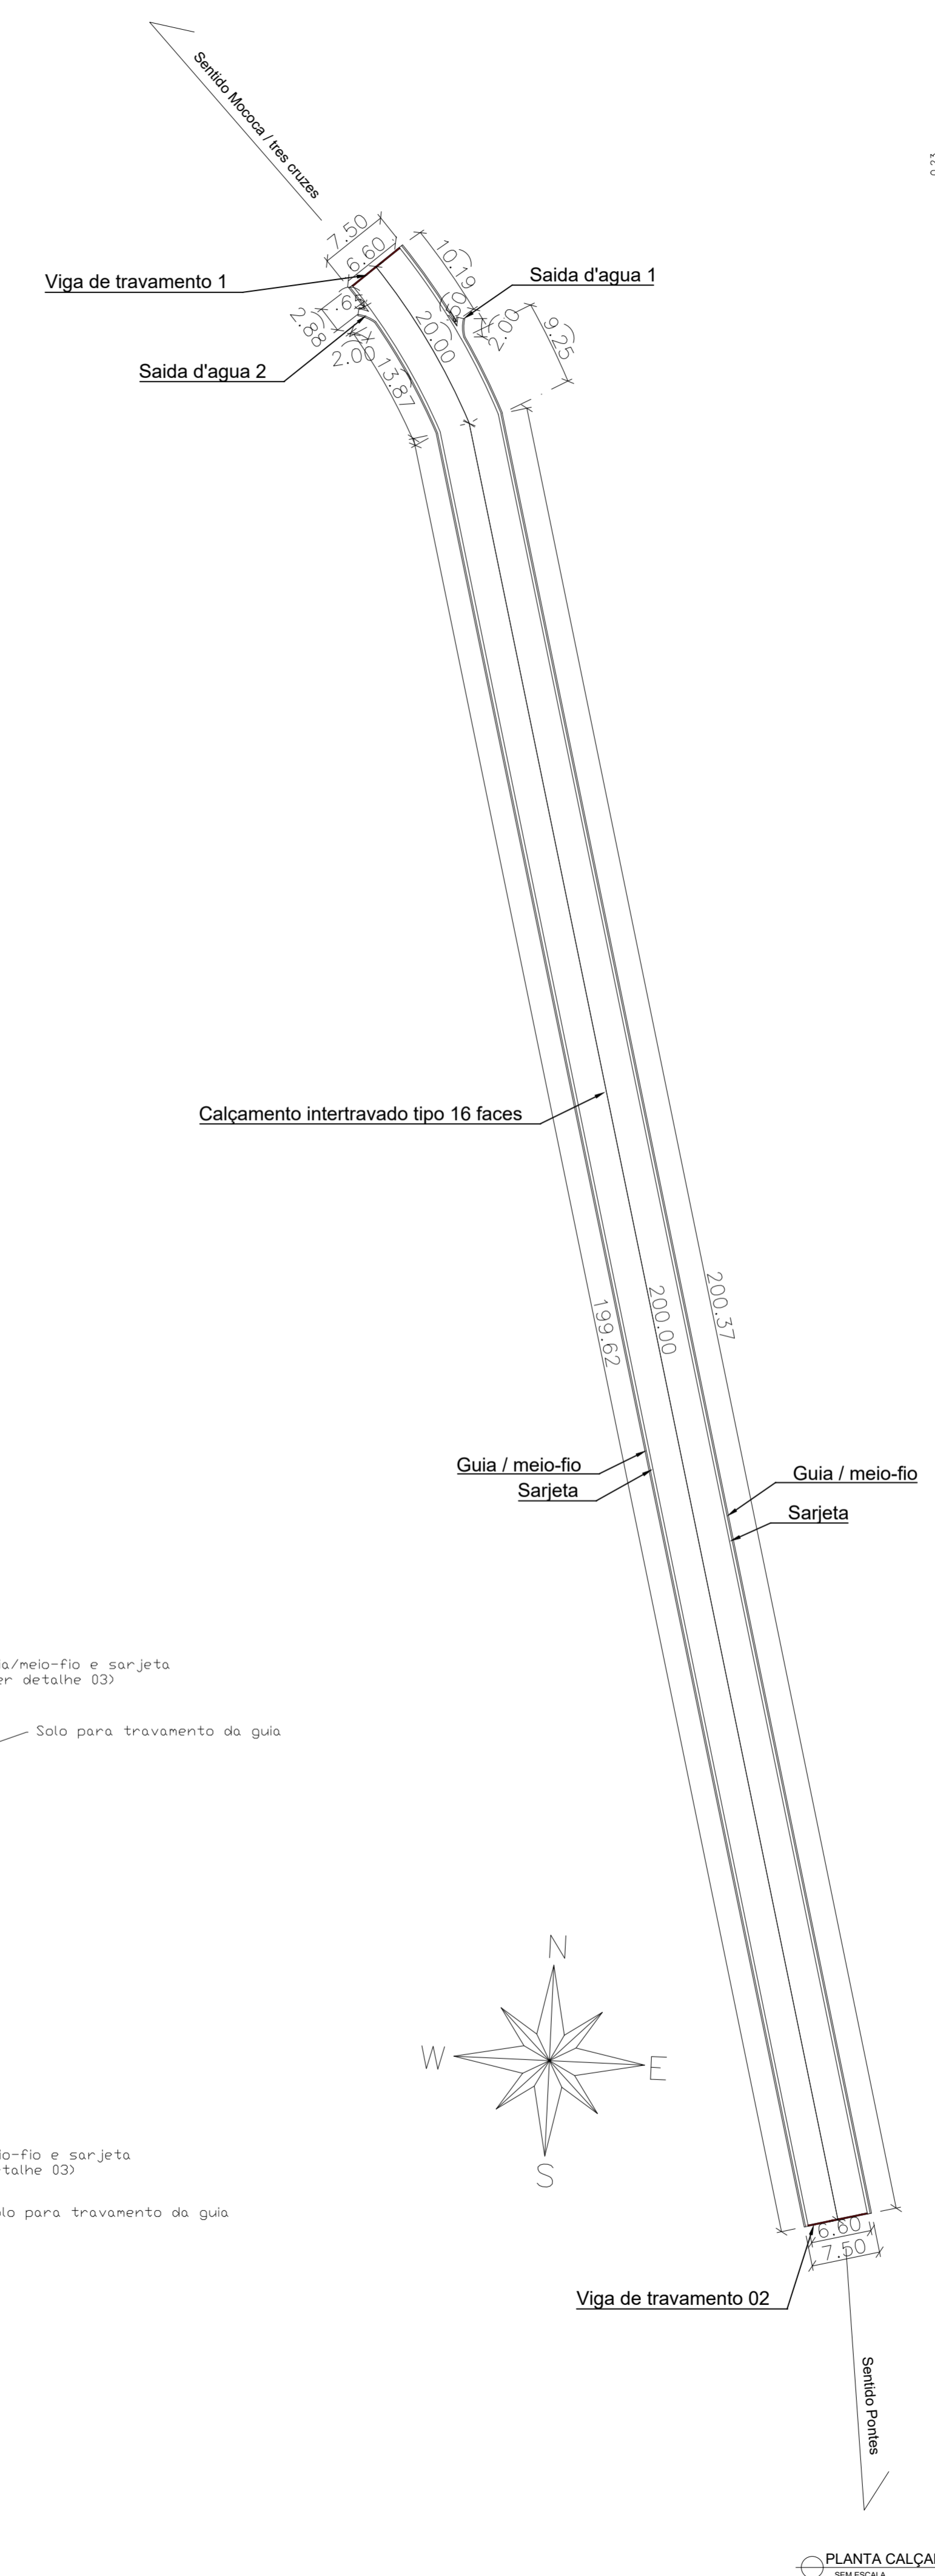 Sentido Mococa / tres cruzes
7.50
6.60
10.19
Viga de travamento 1
Saida d'agua 1
2.88
20.00
2.00
9.25
Saida d'agua 2
2.00
13.87
Calçamento intertravado tipo 16 faces
199.62
200.00
200.37
Guia / meio-fio
Sarjeta
Guia / meio-fio
Sarjeta
ia/meio-fio e sarjeta
er detalhe 03)
Solo para travamento da guia
N
W
E
S
io-fio e sarjeta
talhe 03)
olo para travamento da guia
6.60
7.50
Viga de travamento 02
Sentido Pontes
PLANTA CALÇA
SEM ESCALA